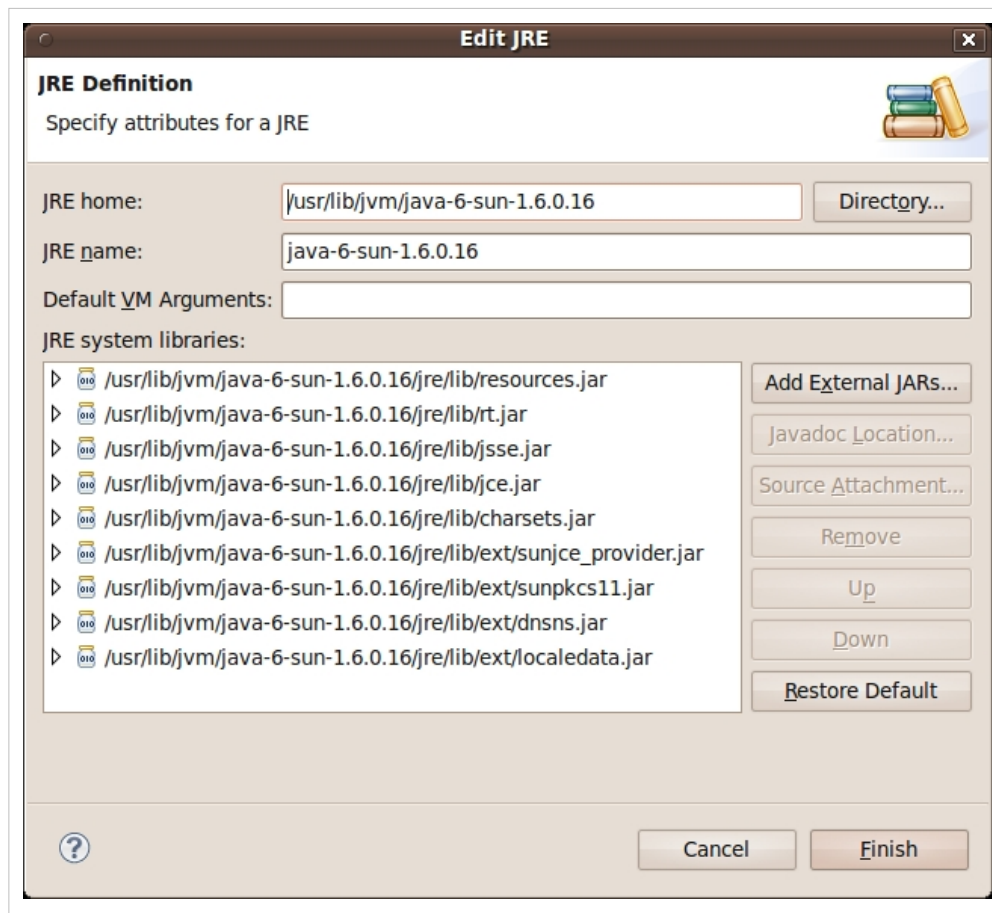 Edit JRE
JRE Definition
Specify attributes for a JRE
JRE home:
/usr/lib/jvm/java-6-sun-1.6.0.16
Directory...
JRE name:
java-6-sun-1.6.0.16
Default VM Arguments:
JRE system libraries:
/usr/lib/jvm/java-6-sun-1.6.0.16/jre/lib/resources.jar
/usr/lib/jvm/java-6-sun-1.6.0.16/jre/lib/rt.jar
/usr/lib/jvm/java-6-sun-1.6.0.16/jre/lib/jsse.jar
/usr/lib/jvm/java-6-sun-1.6.0.16/jre/lib/jce.jar
/usr/lib/jvm/java-6-sun-1.6.0.16/jre/lib/charsets.jar
/usr/lib/jvm/java-6-sun-1.6.0.16/jre/lib/ext/sunjce_provider.jar
/usr/lib/jvm/java-6-sun-1.6.0.16/jre/lib/ext/sunpkcs11.jar
/usr/lib/jvm/java-6-sun-1.6.0.16/jre/lib/ext/dnsns.jar
/usr/lib/jvm/java-6-sun-1.6.0.16/jre/lib/ext/localedata.jar
Add External JARs...
Javadoc Location...
Source Attachment...
Remove
Up
Down
Restore Default
?
Cancel
Finish